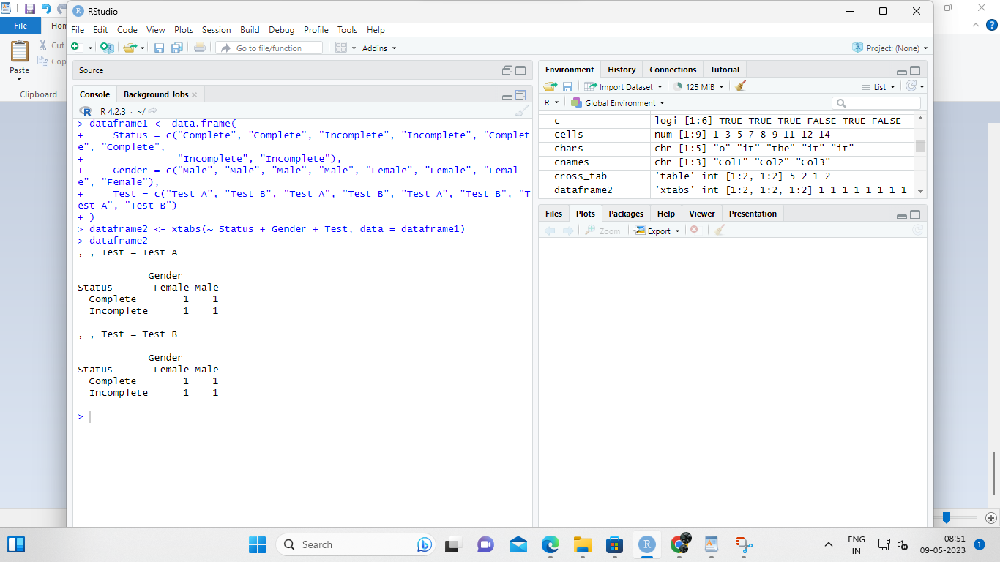 RStudio
File
Hom
Cut
Cop
Paste
Clipboard
File Edit Code View Plots Session Build Debug Profile Tools Help
Go to file/function
Addins
Project: (None)
Source
Console Background Jobs
R 4.2.3 · ~/
> dataframe1 <- data.frame(
+     Status = c("Complete", "Complete", "Incomplete", "Incomplete", "Complet
e", "Complete",
+                "Incomplete", "Incomplete"),
+     Gender = c("Male", "Male", "Male", "Male", "Female", "Female", "Femal
e", "Female"),
+     Test = c("Test A", "Test B", "Test A", "Test B", "Test A", "Test B", "T
est A", "Test B")
+ )
> dataframe2 <- xtabs(~ Status + Gender + Test, data = dataframe1)
> dataframe2
, , Test = Test A
Gender
Status Female Male
Complete 1 1
Incomplete 1 1
, , Test = Test B
Gender
Status Female Male
Complete 1 1
Incomplete 1 1
>
Environment History Connections Tutorial
Import Dataset 125 MiB List
R Global Environment
c logi [1:6] TRUE TRUE TRUE FALSE TRUE FALSE
cells num [1:9] 1 3 5 7 8 9 11 12 14
chars chr [1:5] "o" "it" "the" "it" "it"
cnames chr [1:3] "Col1" "Col2" "Col3"
cross_tab 'table' int [1:2, 1:2] 5 2 1 2
dataframe2 'xtabs' int [1:2, 1:2, 1:2] 1 1 1 1 1 1 1 1
Files Plots Packages Help Viewer Presentation
Zoom Export
Search
ENG
IN
08:51
09-05-2023
1